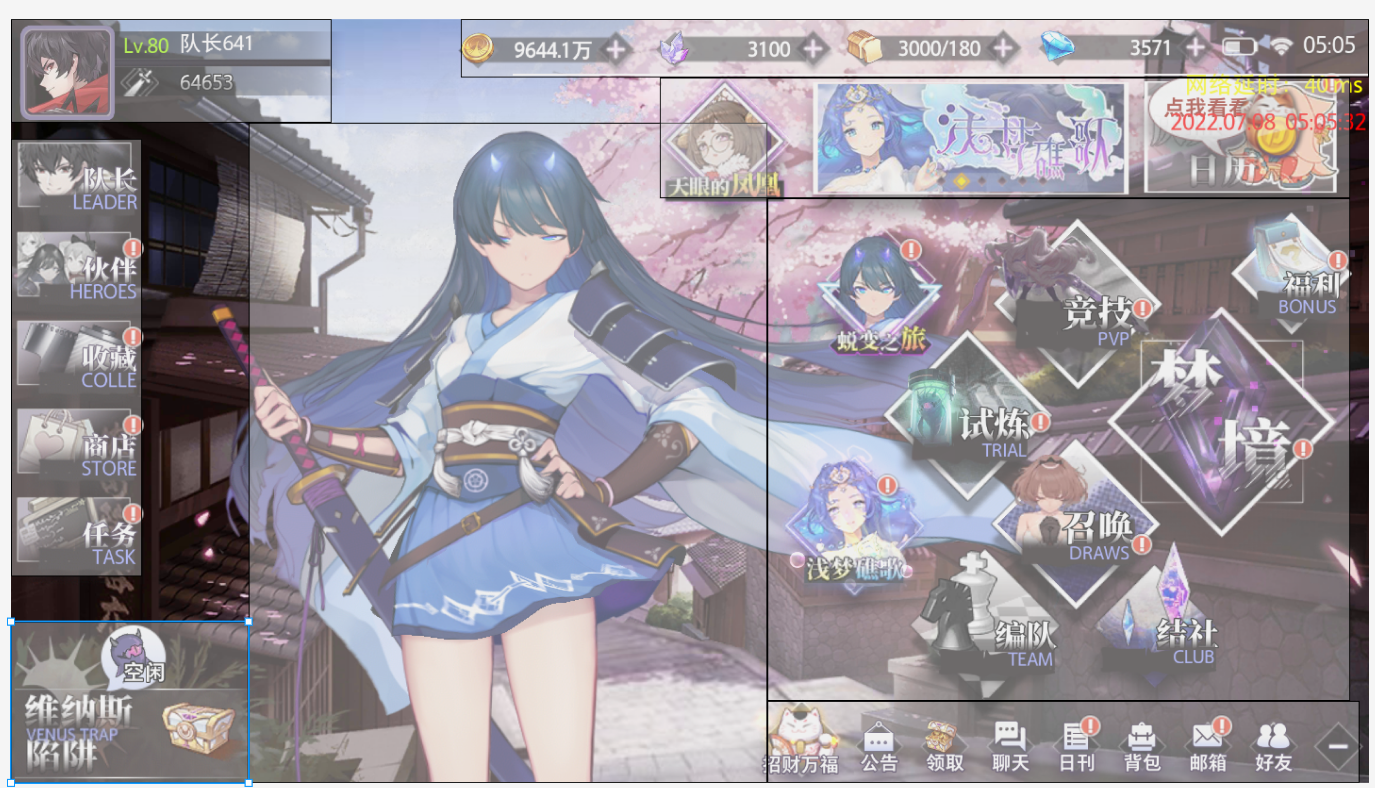 Lv.80 队长641
64653
9644.1万
3100
3000/180
3571
05:05
网络延时: 40ms
点我看看
2022.07.08 05:05:32
天眼的凤凰
浅梦礁歌
日历
队长
LEADER
伙伴
HEROES
收藏
COLLE
商店
STORE
任务
TASK
蜕变之旅
竞技
PVP
福利
BONUS
试炼
TRIAL
梦境
召唤
DRAWS
浅梦礁歌
编队
TEAM
结社
CLUB
空闲
维纳斯
VENUS TRAP
陷阱
招财万福
公告
领取
聊天
日刊
背包
邮箱
好友